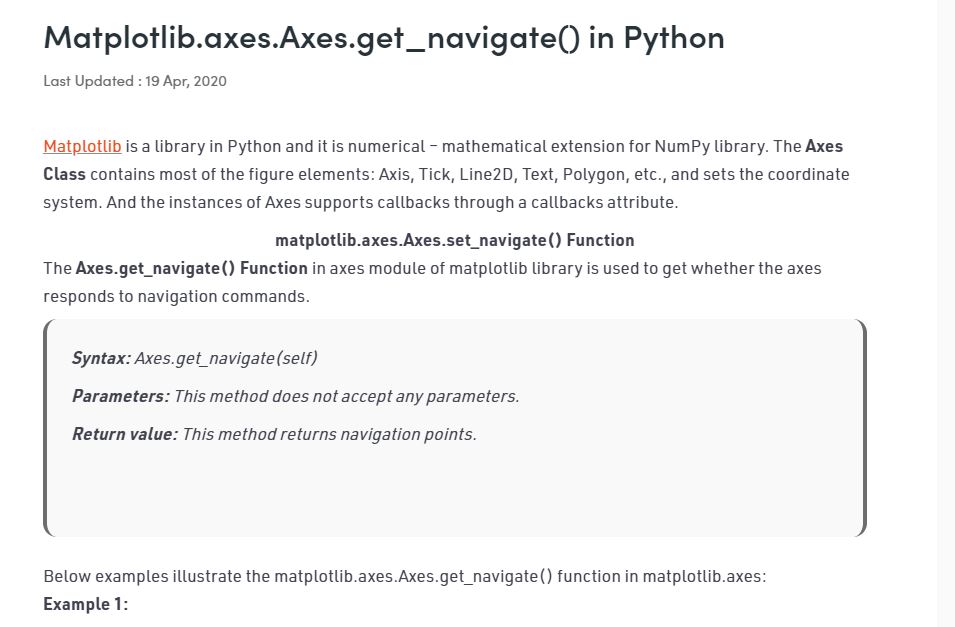 Matplotlib.axes.Axes.get_navigate() in Python
Last Updated : 19 Apr, 2020
Matplotlib is a library in Python and it is numerical – mathematical extension for NumPy library. The Axes
Class contains most of the figure elements: Axis, Tick, Line2D, Text, Polygon, etc., and sets the coordinate
system. And the instances of Axes supports callbacks through a callbacks attribute.
matplotlib.axes.Axes.set_navigate() Function
The Axes.get_navigate() Function in axes module of matplotlib library is used to get whether the axes
responds to navigation commands.
Syntax: Axes.get_navigate(self)
Parameters: This method does not accept any parameters.
Return value: This method returns navigation points.
Below examples illustrate the matplotlib.axes.Axes.get_navigate() function in matplotlib.axes:
Example 1: